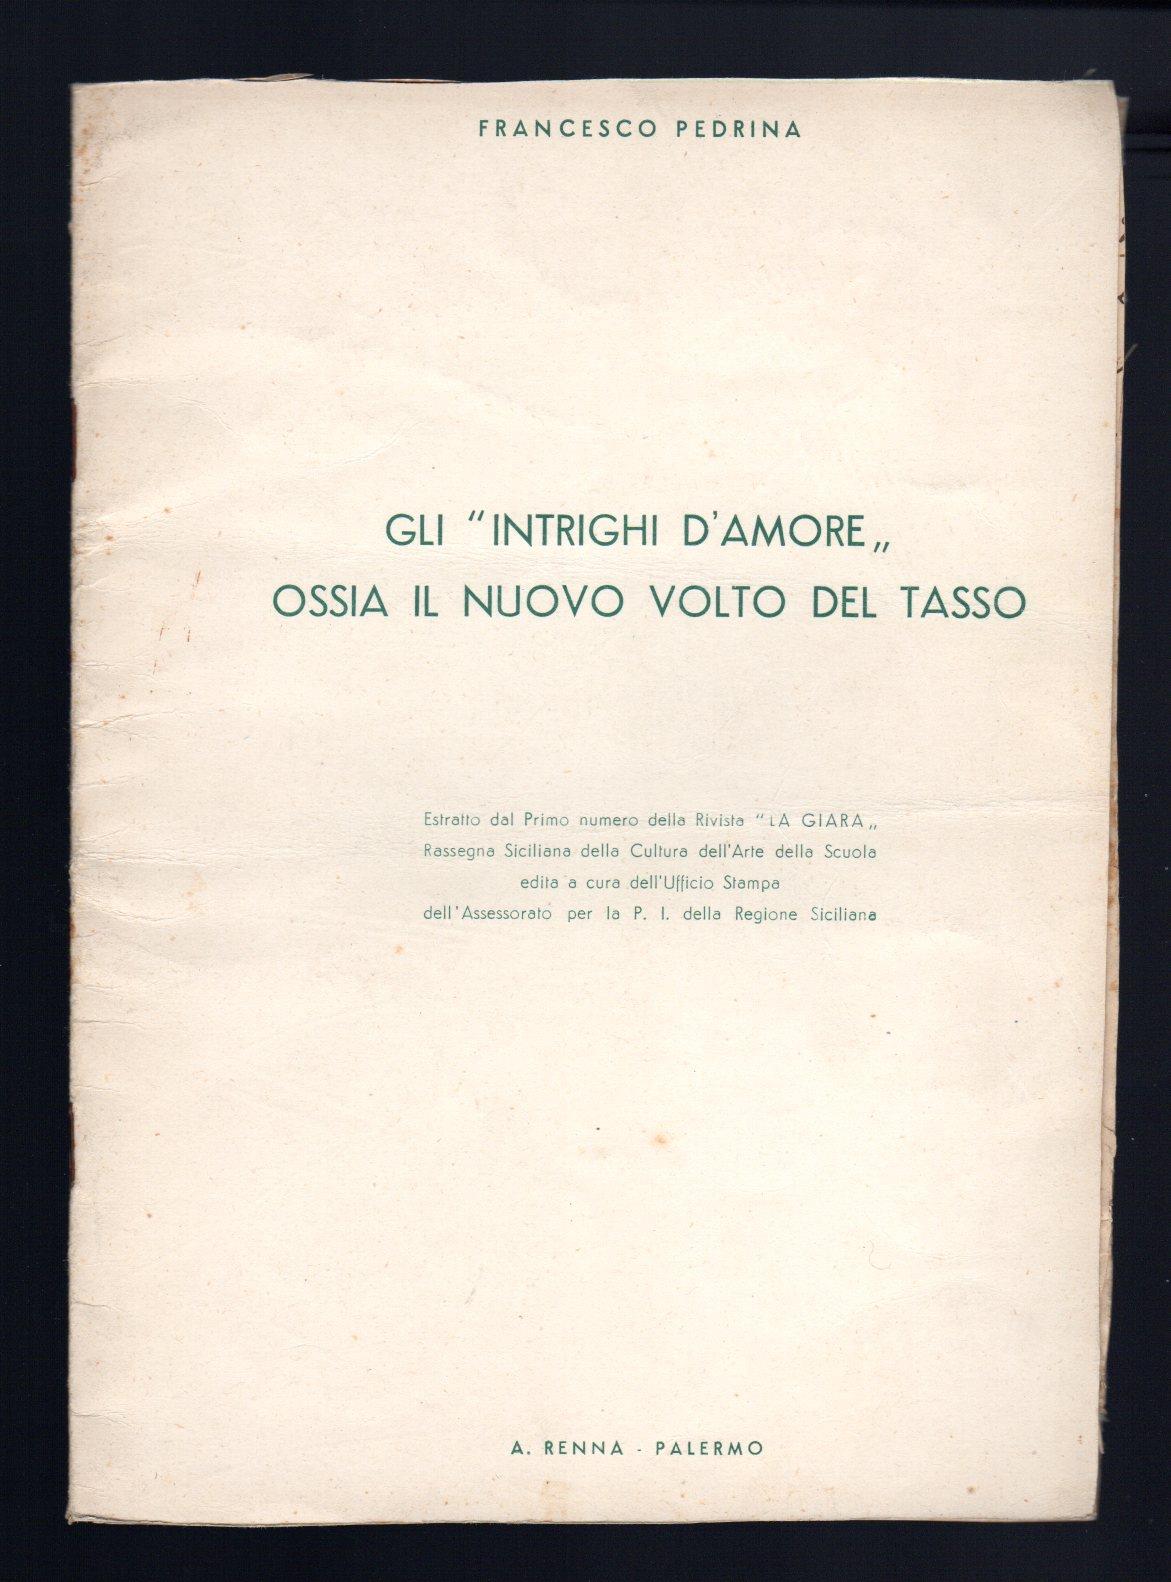 FRANCESCO PEDRINA
GLI “INTRIGHI D'AMORE„
OSSIA IL NUOVO VOLTO DEL TASSO
Estratto dal Primo numero della Rivista “LA GIARA„
Rassegna Siciliana della Cultura dell'Arte della Scuola
edita a cura dell'Ufficio Stampa
dell'Assessorato per la P. I. della Regione Siciliana
A. RENNA - PALERMO